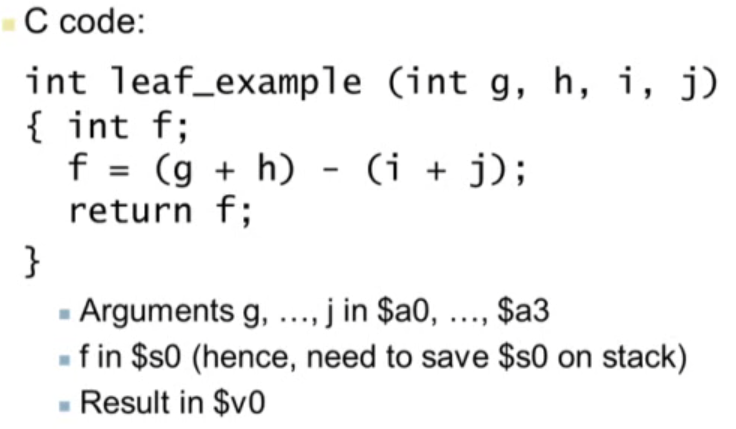 C code:
int leaf_example (int g, h, i, j)
{ int f;
f = (g + h) - (i + j);
return f;
}
Arguments g, …, j in $a0, …, $a3
f in $s0 (hence, need to save $s0 on stack)
Result in $v0